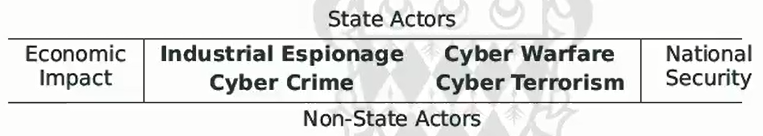 State Actors
Economic Impact
Industrial Espionage Cyber Warfare
Cyber Crime Cyber Terrorism
National Security
Non-State Actors